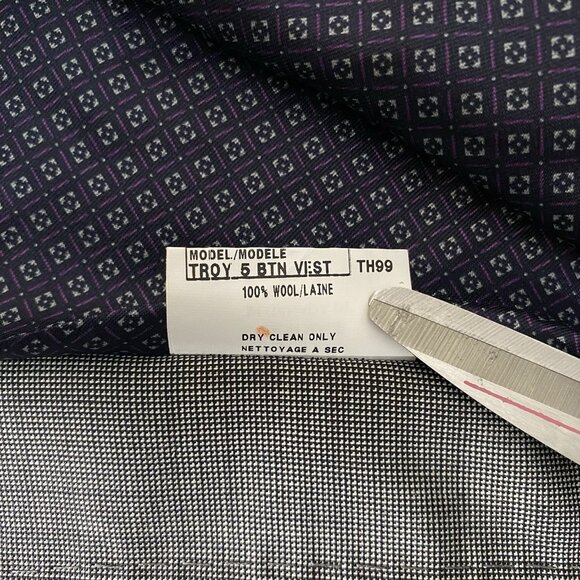 MODEL/MODELE
TROY 5 BTN VEST TH99
100% WOOL/LAINE
DRY CLEAN ONLY
NETTOYAGE A SEC